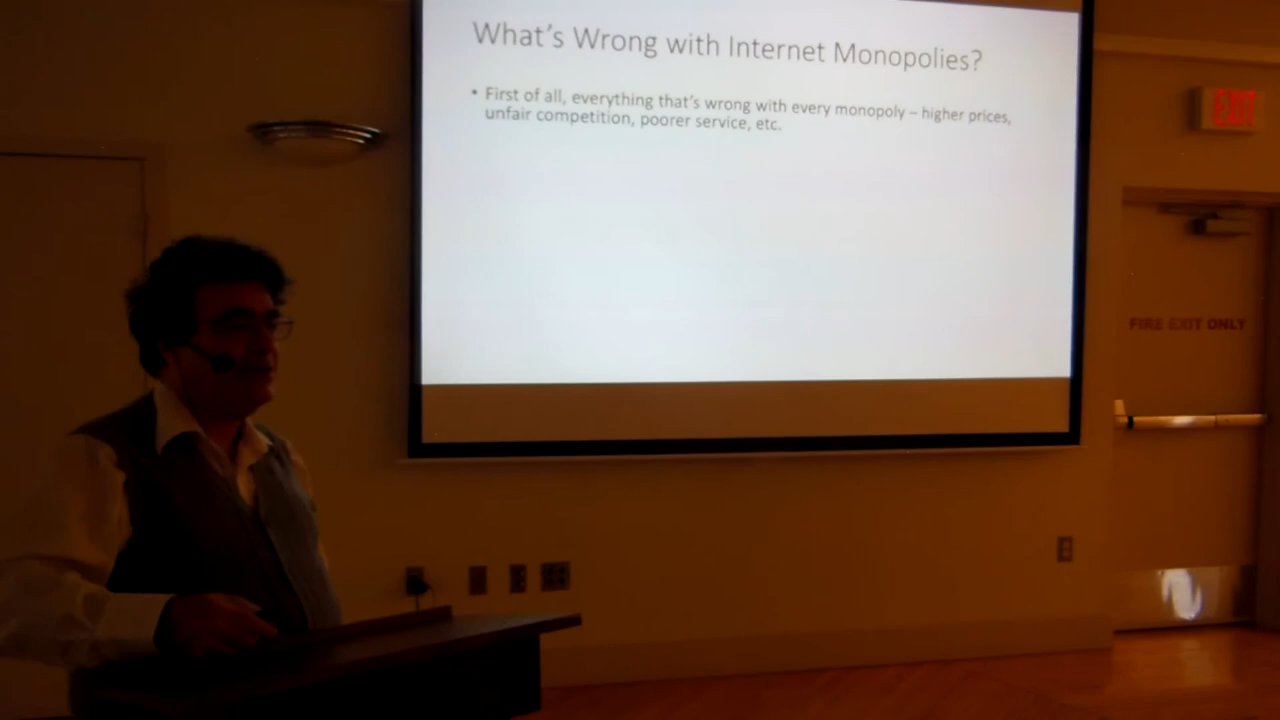 What's Wrong with Internet Monopolies?
• First of all, everything that's wrong with every monopoly – higher prices,
unfair competition, poorer service, etc.
EXIT
FIRE EXIT ONLY